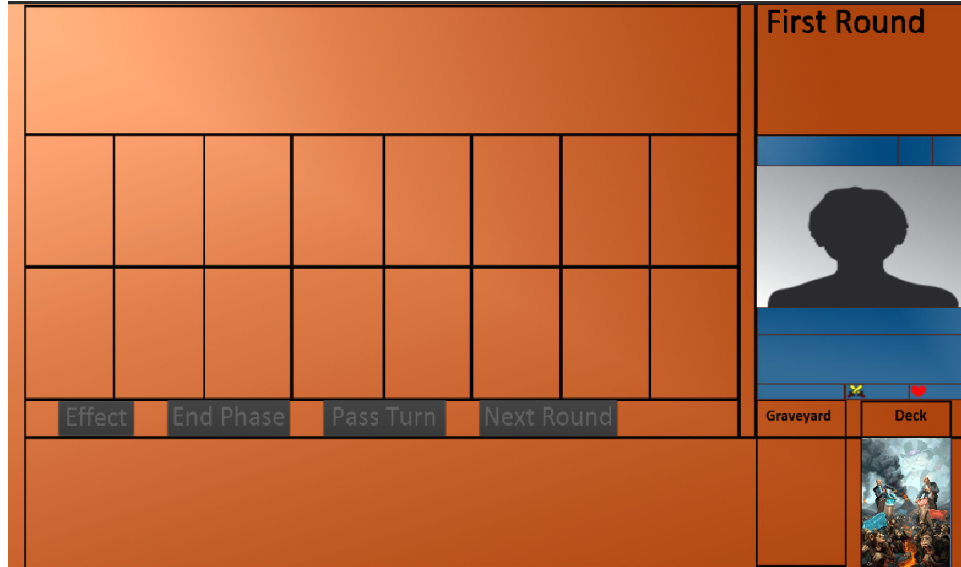 First Round
Effect
End Phase
Pass Turn
Next Round
Graveyard
Deck